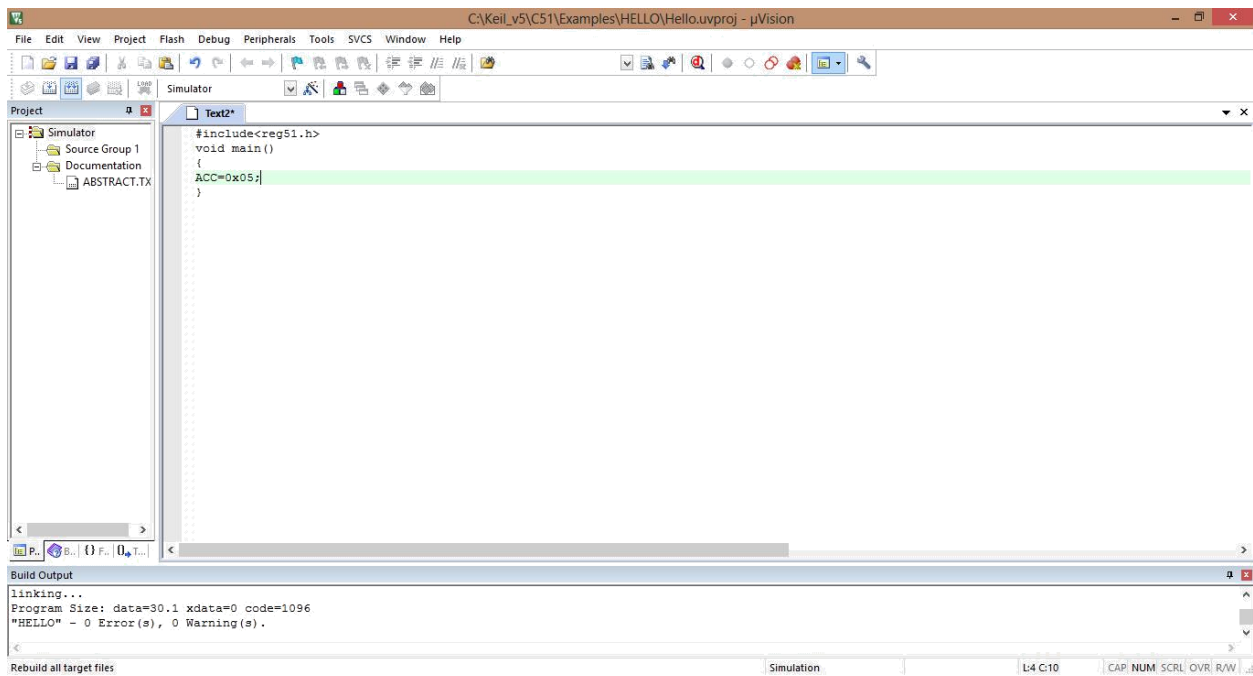 C:\Keil_v5\C51\Examples\HELLO\Hello.uvproj - µVision
File Edit View Project Flash Debug Peripherals Tools SVCS Window Help
Simulator
Project
Text2*
Simulator
Source Group 1
Documentation
ABSTRACT.TX
#include<reg51.h>
void main()
{
ACC=0x05;
}
P.. B.. {} F.. T...
Build Output
linking...
Program Size: data=30.1 xdata=0 code=1096
"HELLO" - 0 Error(s), 0 Warning(s).
Rebuild all target files Simulation L:4 C:10 CAP NUM SCRL OVR R/W